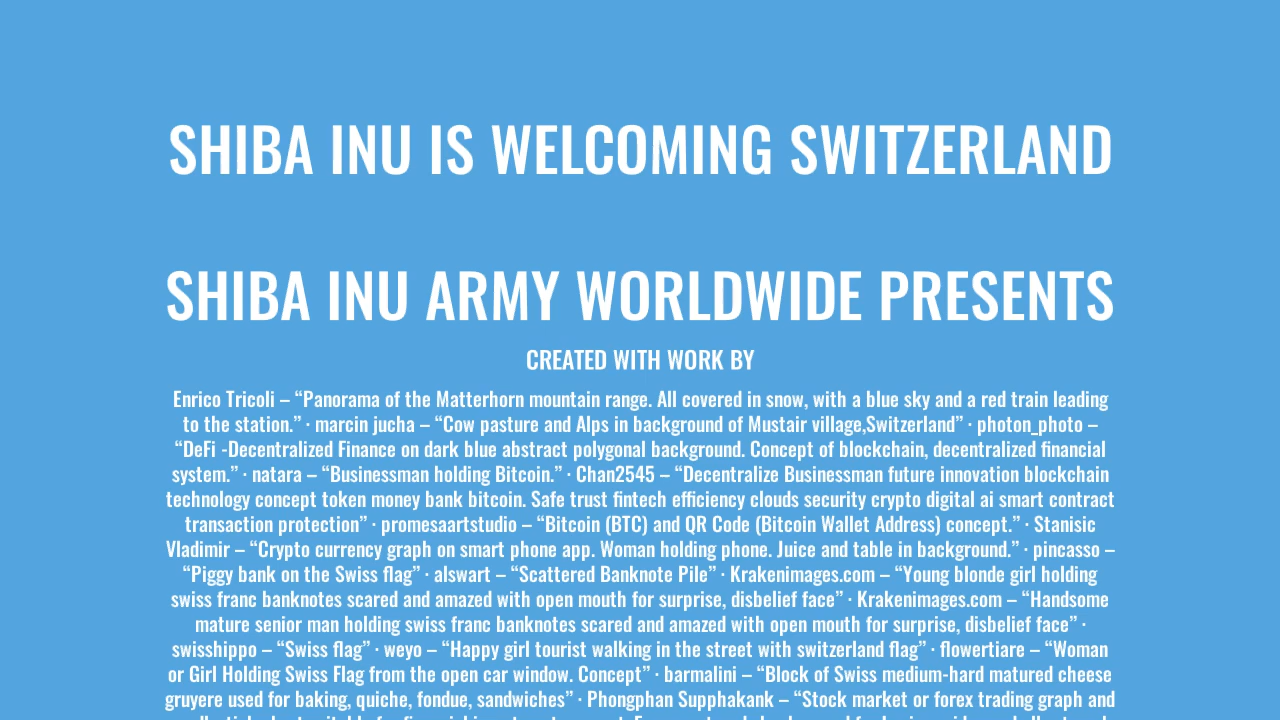 SHIBA INU IS WELCOMING SWITZERLAND
SHIBA INU ARMY WORLDWIDE PRESENTS
CREATED WITH WORK BY
Enrico Tricoli – “Panorama of the Matterhorn mountain range. All covered in snow, with a blue sky and a red train leading
to the station.” · marcin jucha – “Cow pasture and Alps in background of Mustair village,Switzerland” · photon_photo –
“DeFi -Decentralized Finance on dark blue abstract polygonal background. Concept of blockchain, decentralized financial
system.” · natara – “Businessman holding Bitcoin.” · Chan2545 – “Decentralize Businessman future innovation blockchain
technology concept token money bank bitcoin. Safe trust fintech efficiency clouds security crypto digital ai smart contract
transaction protection” · promesaartstudio – “Bitcoin (BTC) and QR Code (Bitcoin Wallet Address) concept.” · Stanisic
Vladimir – “Crypto currency graph on smart phone app. Woman holding phone. Juice and table in background.” · pincasso –
“Piggy bank on the Swiss flag” · alswart – “Scattered Banknote Pile” · Krakenimages.com – “Young blonde girl holding
swiss franc banknotes scared and amazed with open mouth for surprise, disbelief face” · Krakenimages.com – “Handsome
mature senior man holding swiss franc banknotes scared and amazed with open mouth for surprise, disbelief face” ·
swisshippo – “Swiss flag” · weyo – “Happy girl tourist walking in the street with switzerland flag” · flowertiare – “Woman
or Girl Holding Swiss Flag from the open car window. Concept” · barmalini – “Block of Swiss medium-hard matured cheese
gruyere used for baking, quiche, fondue, sandwiches” · Phongphan Supphakank – “Stock market or forex trading graph and